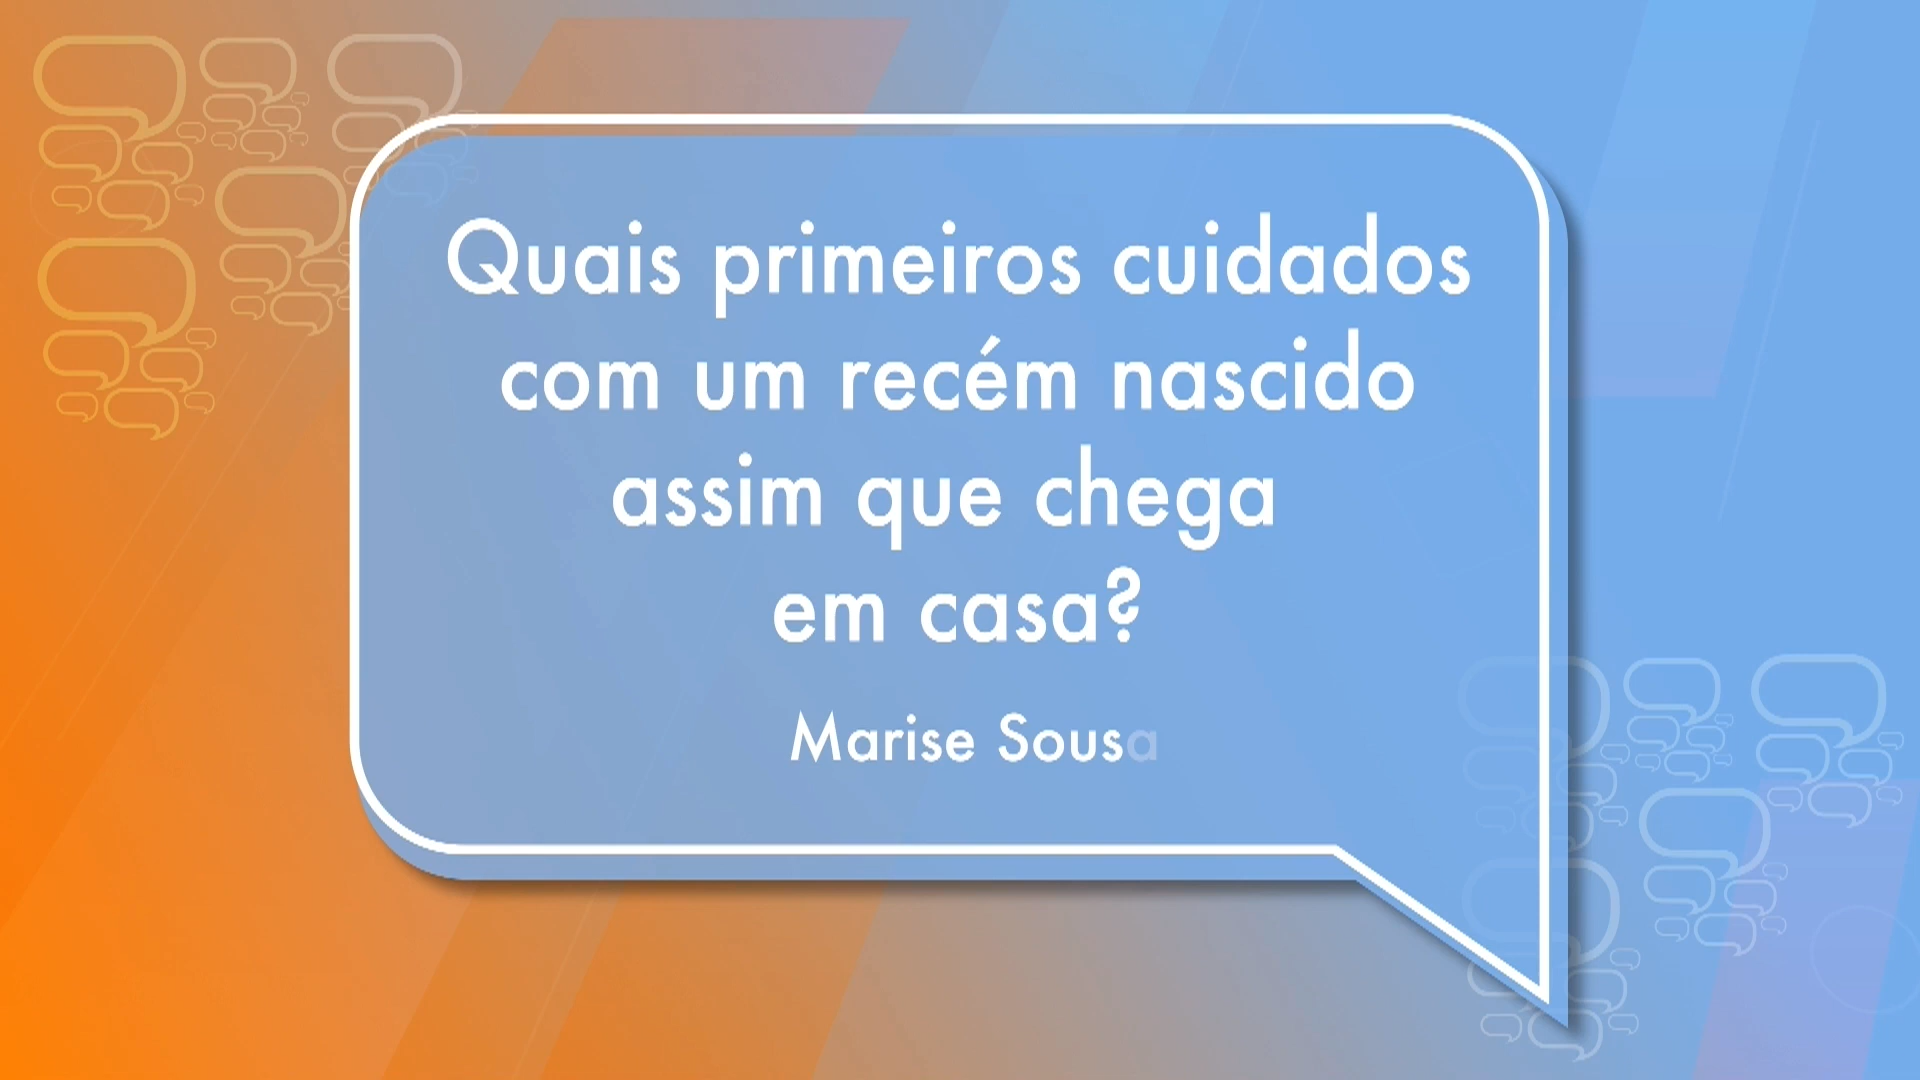 Quais primeiros cuidados
com um recém nascido
assim que chega
em casa?
Marise Sousa